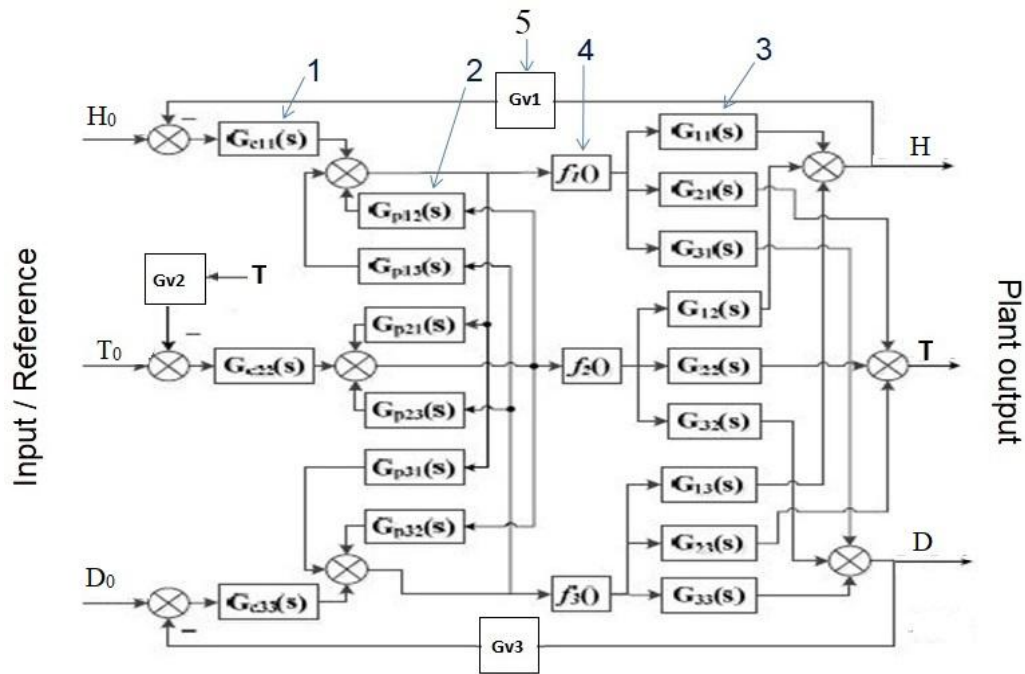 5
4
1
2
3
Gv1
H₀
−
Gc11(s)
G11(s)
H
f1()
Gp12(s)
G21(s)
Gp13(s)
G31(s)
Gv2
T
G12(s)
Gp21(s)
−
T₀
Gc22(s)
f2()
G22(s)
T
Gp23(s)
G32(s)
Gp31(s)
G13(s)
Gp32(s)
G23(s)
D
D₀
Gc33(s)
f3()
G33(s)
−
Gv3
Input / Reference
Plant output